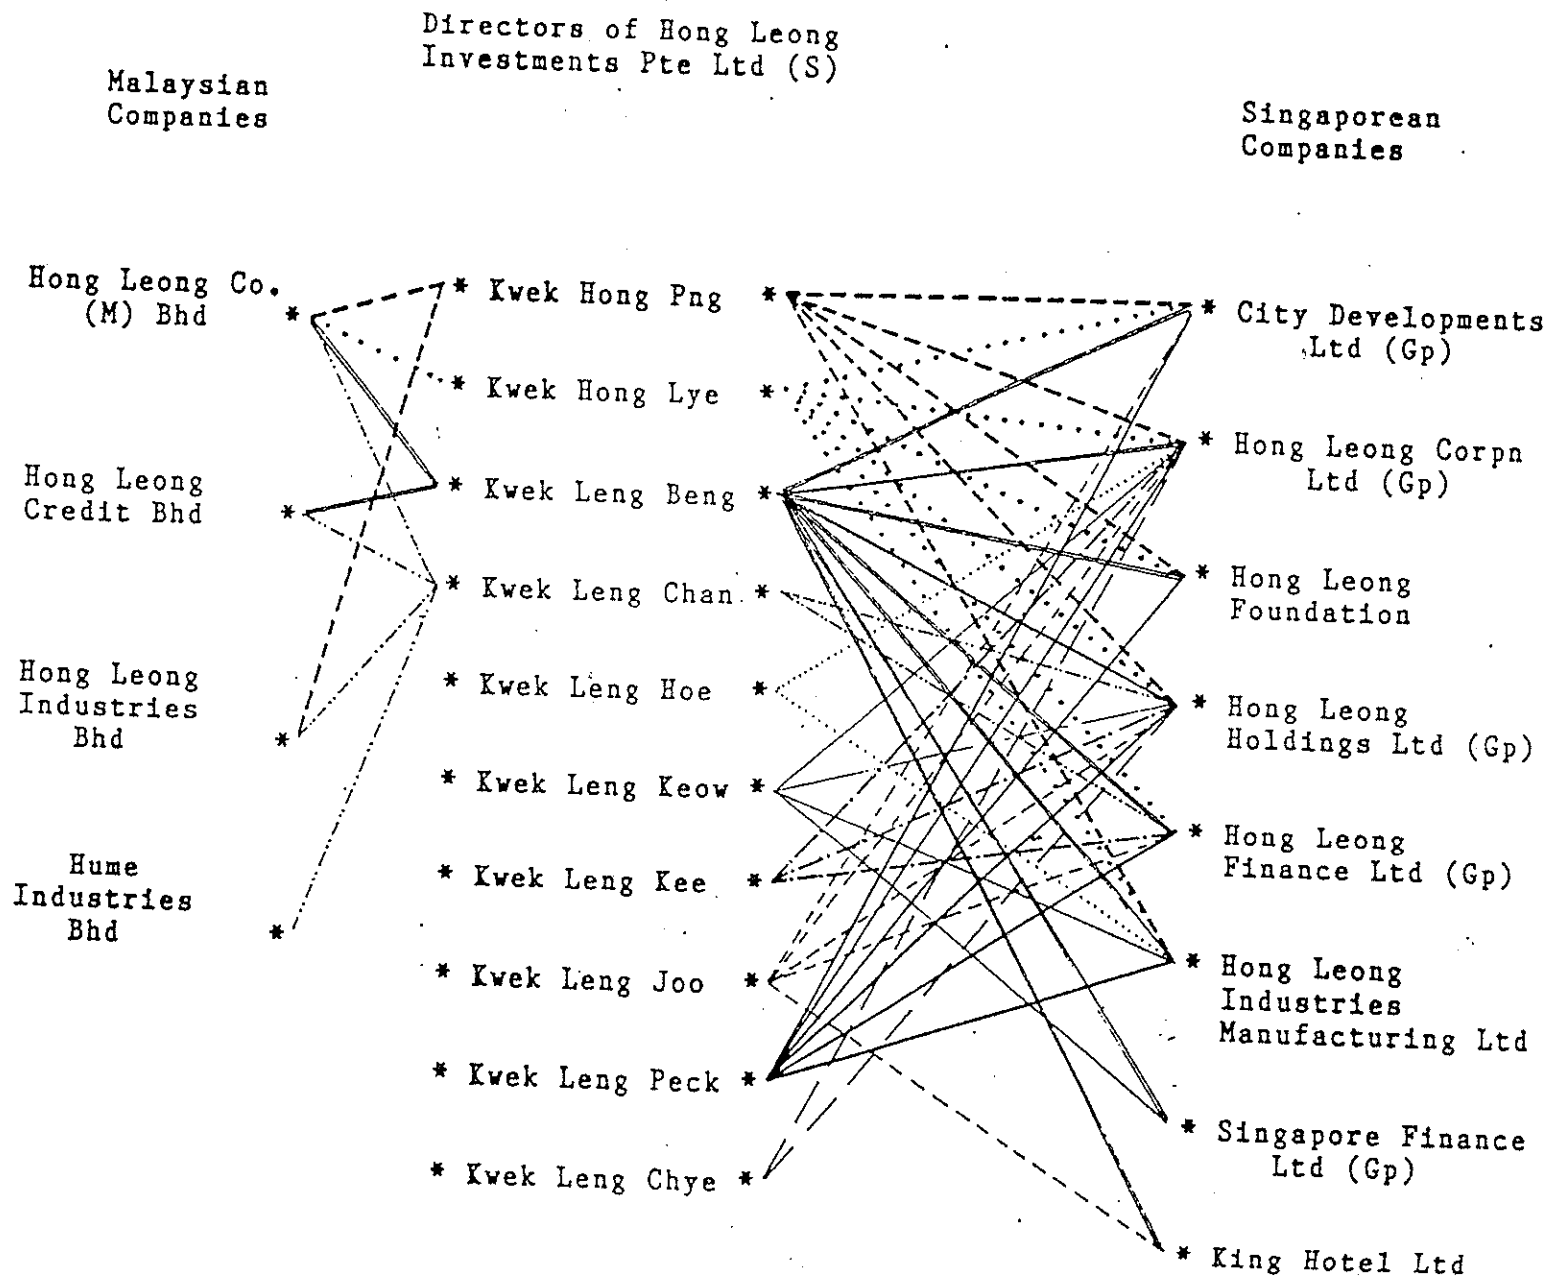 Directors of Hong Leong
Investments Pte Ltd (S)
Malaysian
Companies
Singaporean
Companies
Hong Leong Co.
(M) Bhd *
Hong Leong
Credit Bhd *
Hong Leong
Industries
Bhd *
Hume
Industries
Bhd *
* Kwek Hong Png *
* Kwek Hong Lye *
* Kwek Leng Beng *
* Kwek Leng Chan *
* Kwek Leng Hoe *
* Kwek Leng Keow *
* Kwek Leng Kee *
* Kwek Leng Joo *
* Kwek Leng Peck *
* Kwek Leng Chye *
* City Developments
Ltd (Gp)
* Hong Leong Corpn
Ltd (Gp)
* Hong Leong
Foundation
* Hong Leong
Holdings Ltd (Gp)
* Hong Leong
Finance Ltd (Gp)
* Hong Leong
Industries
Manufacturing Ltd
* Singapore Finance
Ltd (Gp)
* King Hotel Ltd